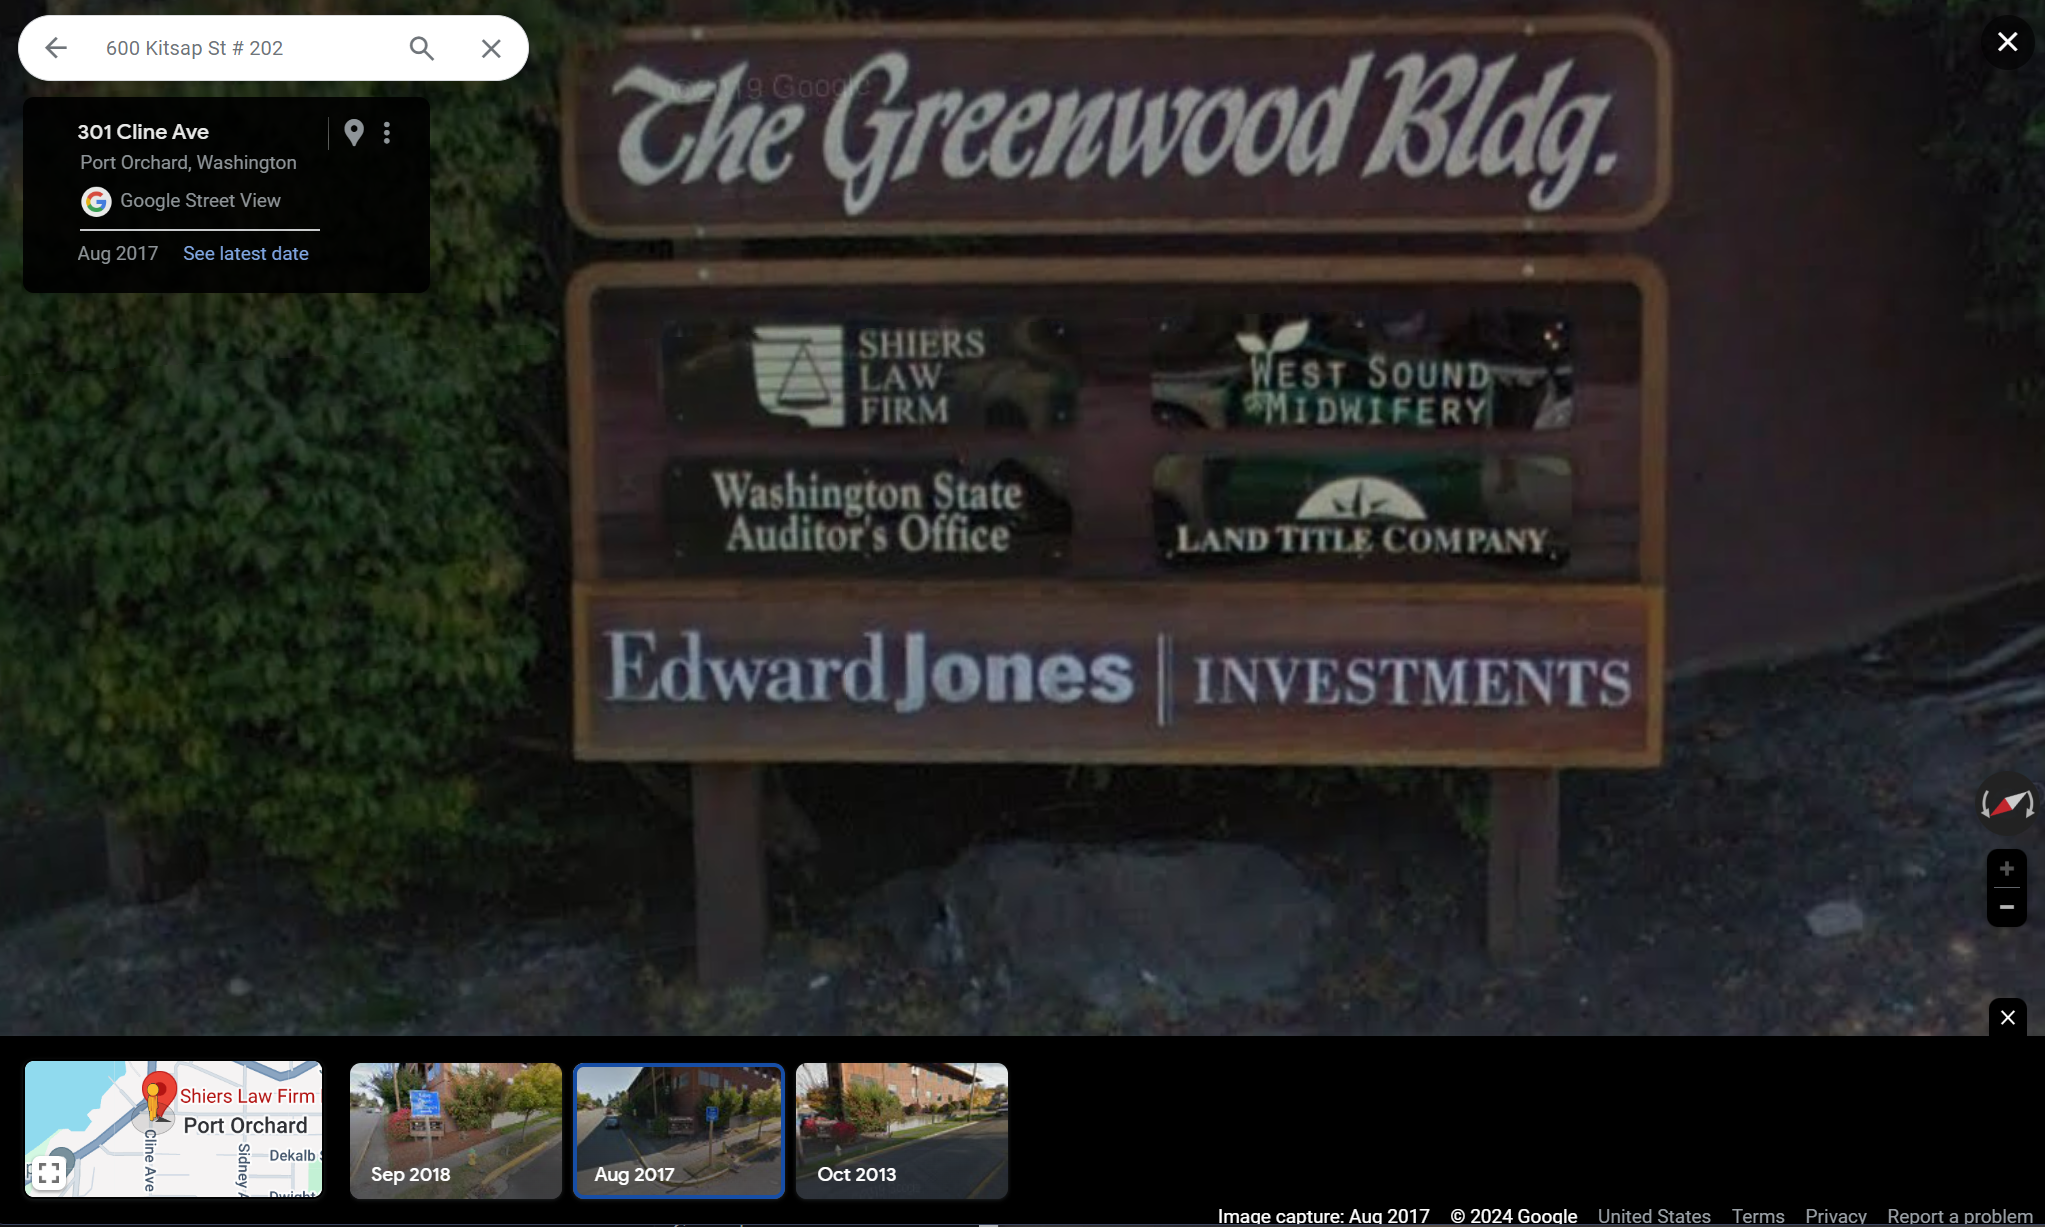 600 Kitsap St # 202
301 Cline Ave
Port Orchard, Washington
Google Street View
Aug 2017 See latest date
The Greenwood Bldg.
SHIERS
LAW
FIRM
WEST SOUND
MIDWIFERY
Washington State
Auditor's Office
LAND TITLE COMPANY
Edward Jones | INVESTMENTS
Shiers Law Firm
Port Orchard
Cline Ave
Sidney A
Dekalb S
Dwight
Sep 2018
Aug 2017
Oct 2013
Image capture: Aug 2017 © 2024 Google United States Terms Privacy Report a problem